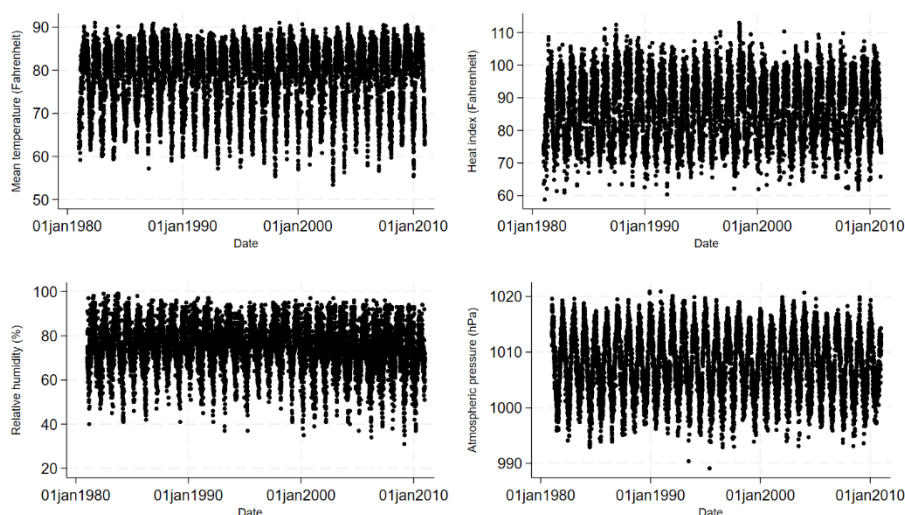 Mean temperature (Fahrenheit)
90
80
70
60
50
01jan1980 01jan1990 01jan2000 01jan2010
Date
Heat index (Fahrenheit)
110
100
90
80
70
60
01jan1980 01jan1990 01jan2000 01jan2010
Date
Relative humidity (%)
100
80
60
40
20
01jan1980 01jan1990 01jan2000 01jan2010
Date
Atmospheric pressure (hPa)
1020
1010
1000
990
01jan1980 01jan1990 01jan2000 01jan2010
Date